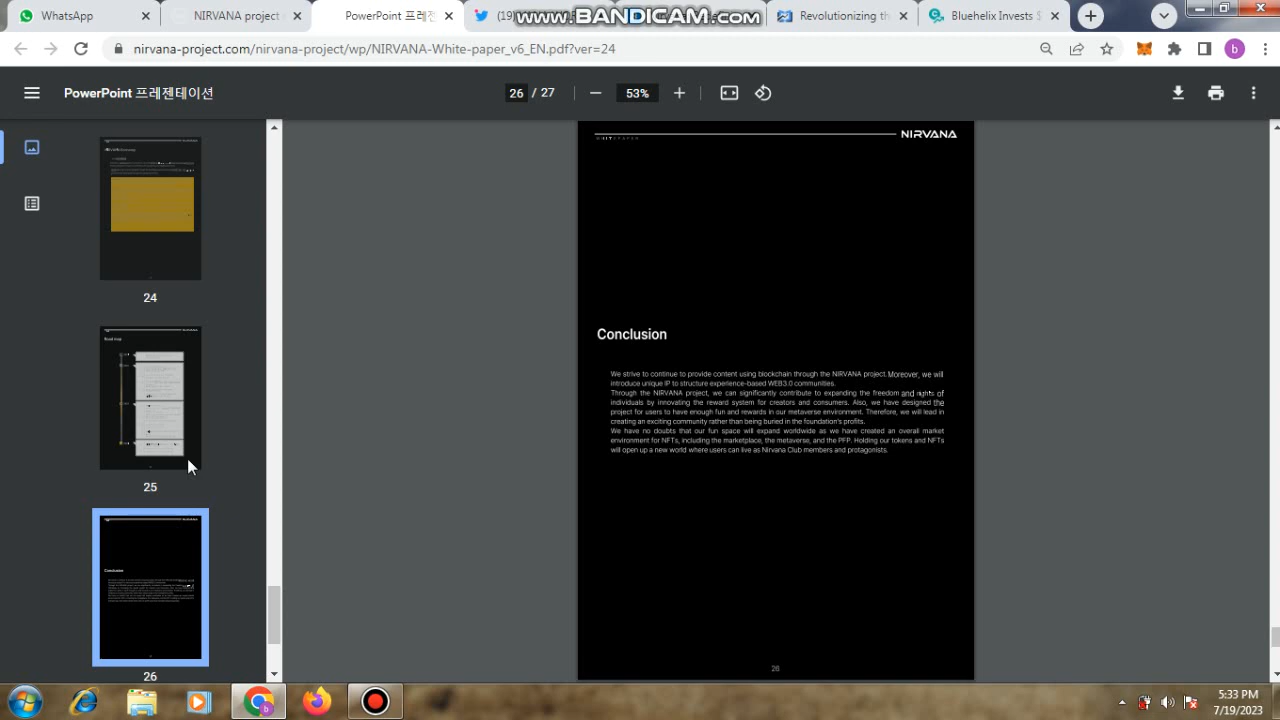 WhatsApp
NIRVANA project
PowerPoint 프레젠
19)
WWW.BANDICAM.COM
Revolutionizing th
Bluehelix Invests $
nirvana-project.com/nirvana-project/wp/NIRVANA-White-paper_v6_EN.pdf?ver=24
b
PowerPoint 프레젠테이션
26 / 27
53%
WHITEPAPER
NIRVANA
24
Road map
25
Conclusion
26
Conclusion
We strive to continue to provide content using blockchain through the NIRVANA project. Moreover, we will
introduce unique IP to structure experience-based WEB3.0 communities.
Through the NIRVANA project, we can significantly contribute to expanding the freedom and rights of
individuals by innovating the reward system for creators and consumers. Also, we have designed the
project for users to have enough fun and rewards in our metaverse environment. Therefore, we will lead in
creating an exciting community rather than being buried in the foundation's profits.
We have no doubts that our fun space will expand worldwide as we have created an overall market
environment for NFTs, including the marketplace, the metaverse, and the PFP. Holding our tokens and NFTs
will open up a new world where users can live as Nirvana Club members and protagonists.
26
5:33 PM
7/19/2023